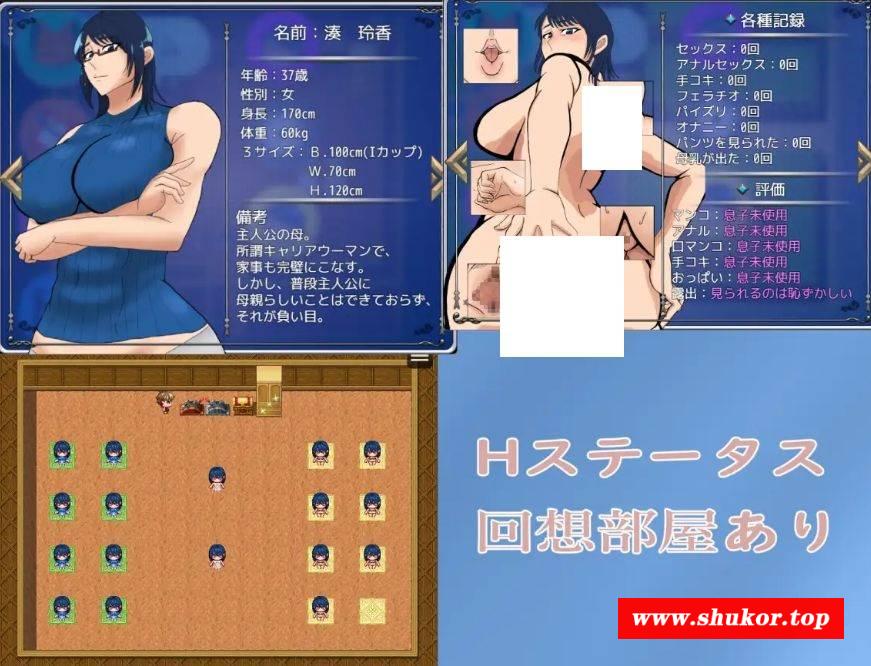 名前：湊　玲香
年齢：37歳
性別：女
身長：170cm
体重：60kg
３サイズ：B.100cm(Iカップ)
W.70cm
H.120cm
備考
主人公の母。
所謂キャリアウーマンで、
家事も完璧にこなす。
しかし、普段主人公に
母親らしいことはできておらず、
それが負い目。
各種記録
セックス：0回
アナルセックス：0回
手コキ：0回
フェラチオ：0回
パイズリ：0回
オナニー：0回
パンツを見られた：0回
母乳が出た：0回
評価
マンコ：息子未使用
アナル：息子未使用
口マンコ：息子未使用
手コキ：息子未使用
おっぱい：息子未使用
露出：見られるのは恥ずかしい
Hステータス
回想部屋あり
www.shukor.top